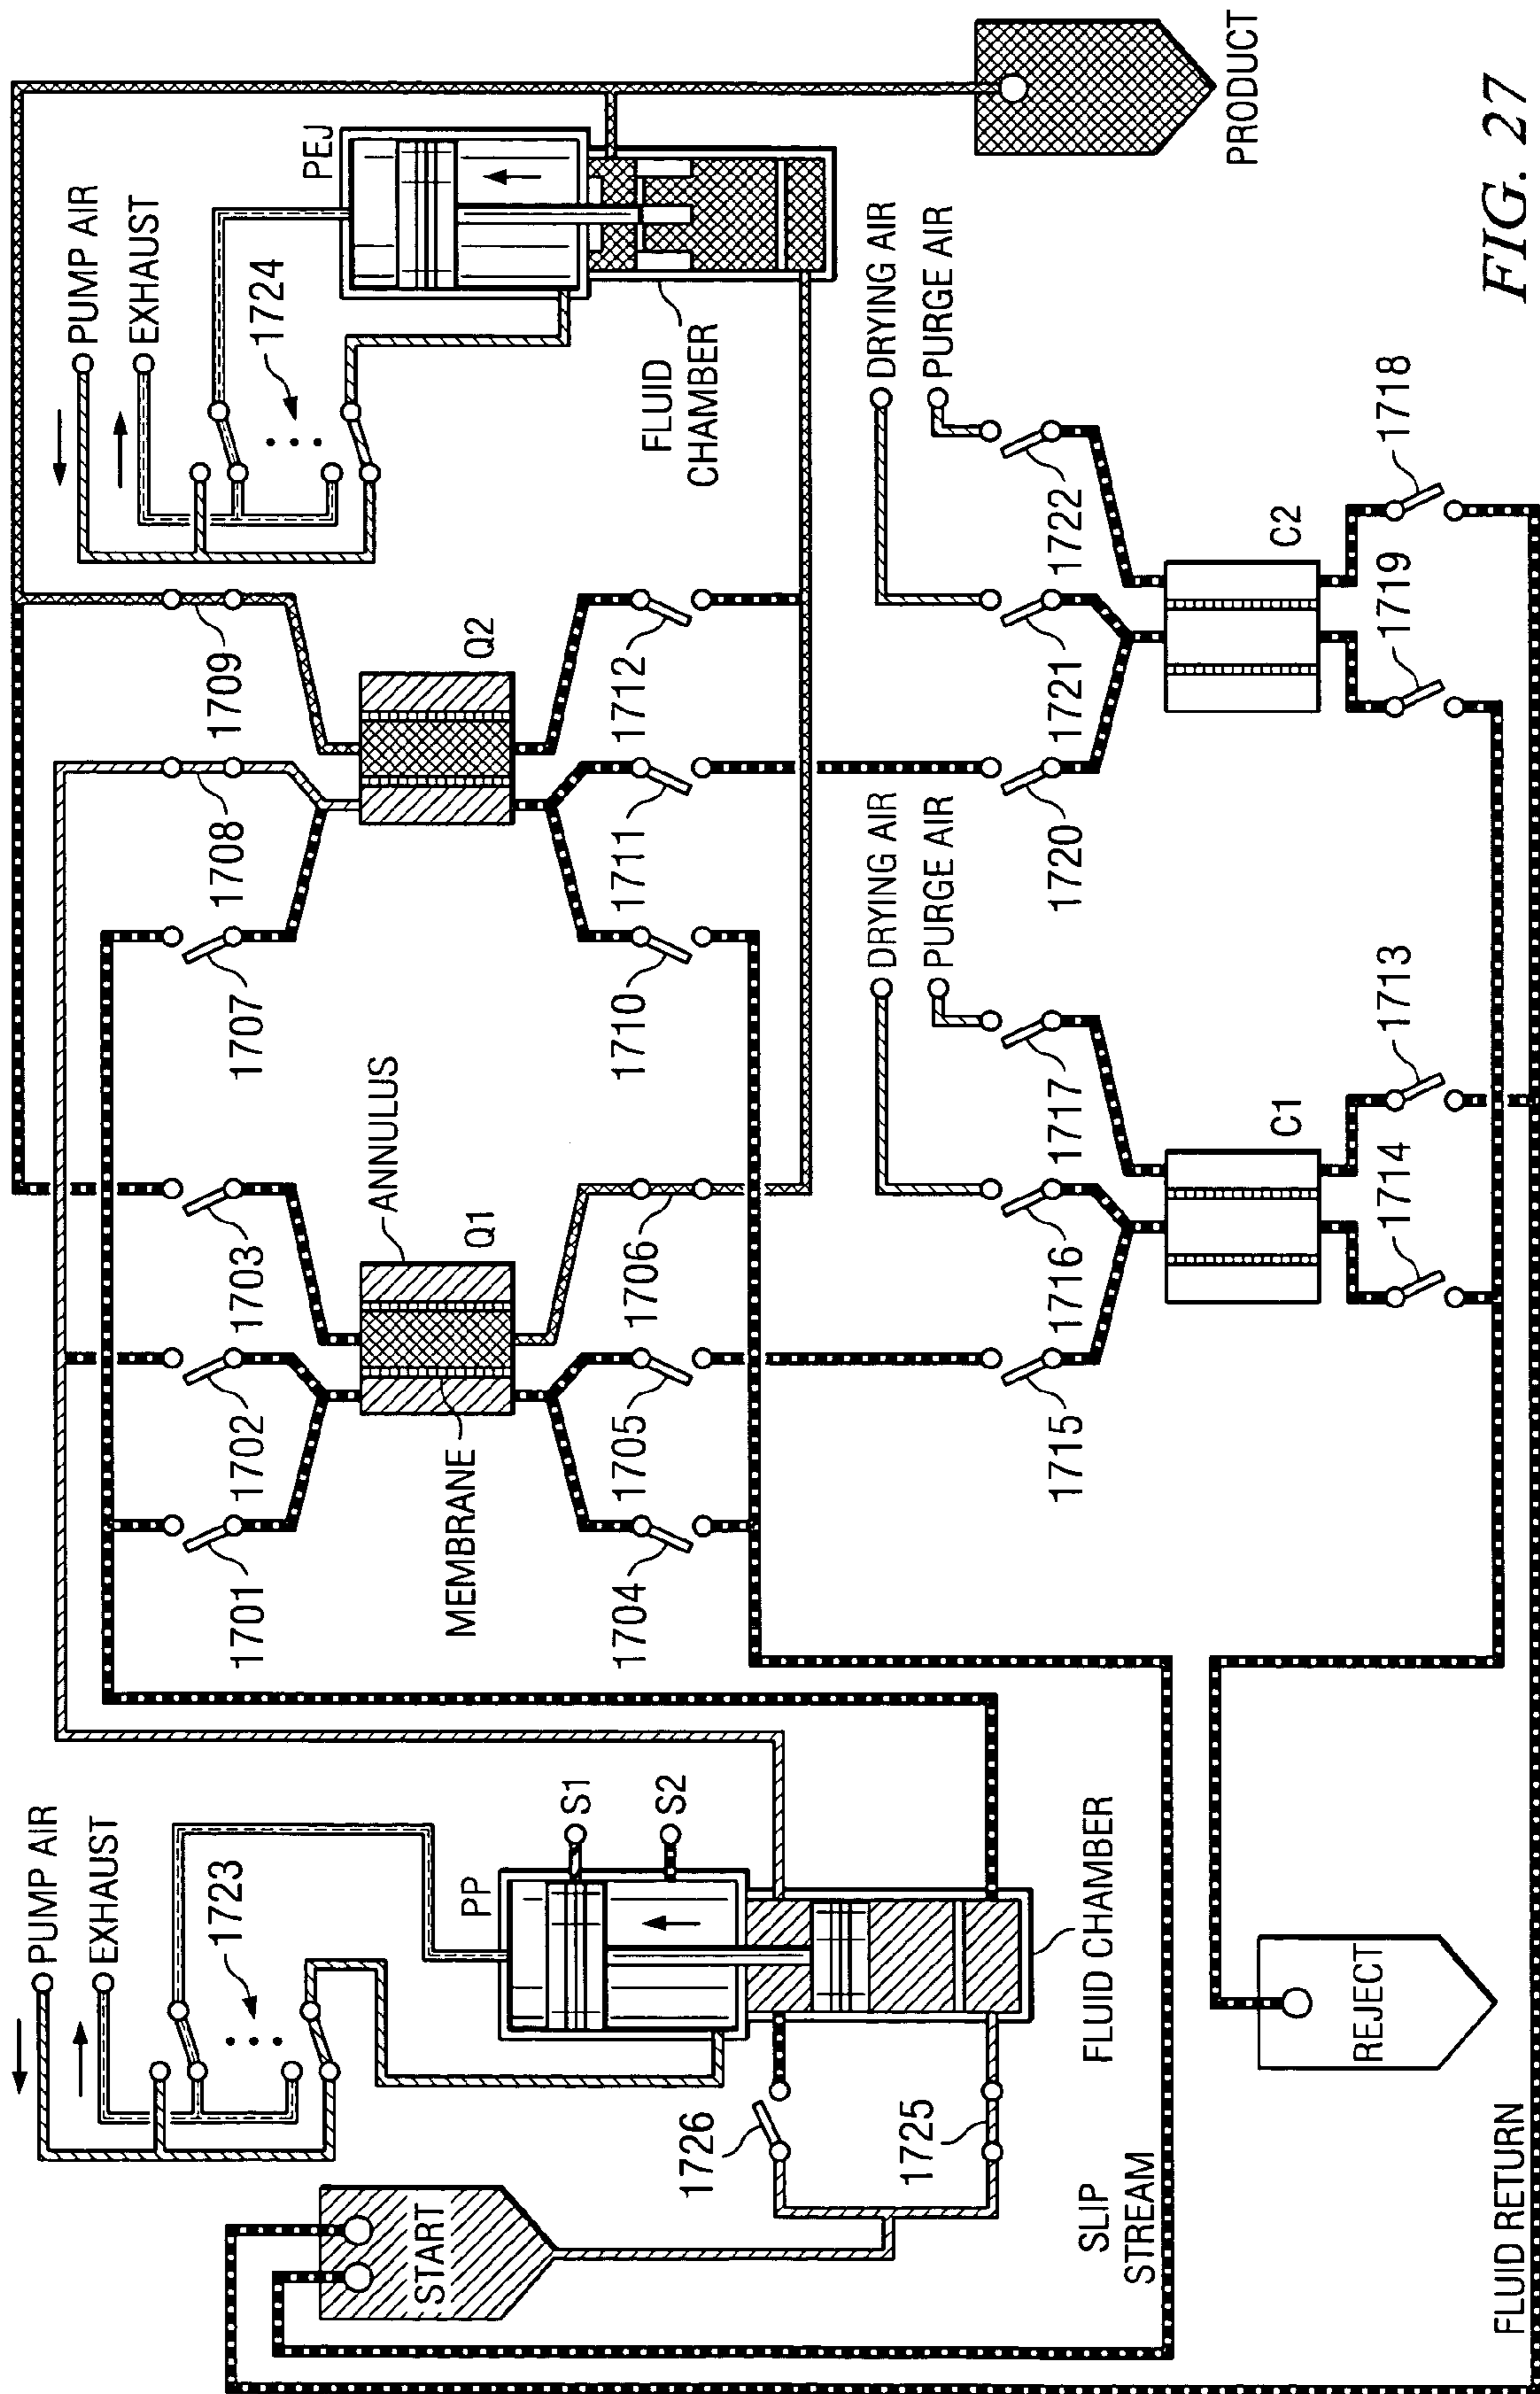 PUMP AIR
EXHAUST
1723
START
PP
S1
S2
1726
1725
FLUID CHAMBER
SLIP
STREAM
REJECT
FLUID RETURN
1701
1702
1703
MEMBRANE
ANNULUS
Q1
1704
1705
1706
1707
1708
1709
Q2
1710
1711
1712
PUMP AIR
EXHAUST
1724
PEJ
FLUID
CHAMBER
PRODUCT
DRYING AIR
PURGE AIR
1715
1716
1717
C1
1714
1713
DRYING AIR
PURGE AIR
1720
1721
1722
C2
1719
1718
FIG. 27